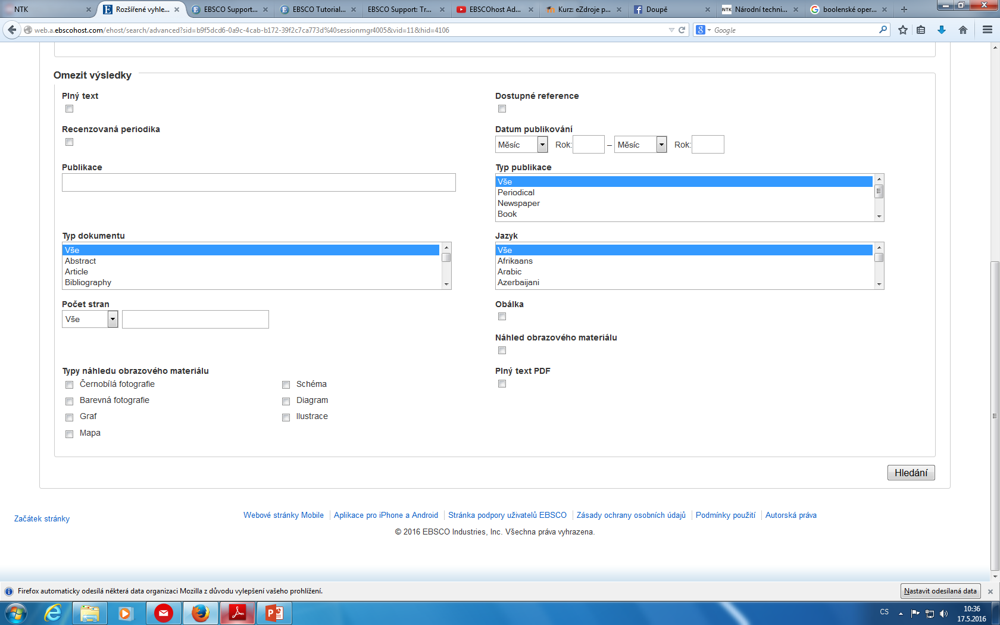 NTK
Rozšířené vyhle...
EBSCO Support...
EBSCO Tutorial...
EBSCO Support: Tr...
EBSCOhost Ad...
Kurz: eZdroje p...
Doupě
NTK Národní techni...
boolenské oper...
web.a.ebscohost.com/ehost/search/advanced?sid=b9f5dcd6-0a9c-4cab-b172-39f2c7ca773d%40sessionmgr4005&vid=11&hid=4106
Google
Omezit výsledky
Plný text
Dostupné reference
Recenzovaná periodika
Datum publikování
Měsíc Rok: – Měsíc Rok:
Publikace
Typ publikace
Vše
Periodical
Newspaper
Book
Typ dokumentu
Vše
Abstract
Article
Bibliography
Jazyk
Vše
Afrikaans
Arabic
Azerbaijani
Počet stran
Vše
Obálka
Náhled obrazového materiálu
Typy náhledu obrazového materiálu
Černobílá fotografie
Schéma
Barevná fotografie
Diagram
Graf
Ilustrace
Mapa
Plný text PDF
Hledání
Začátek stránky
Webové stránky Mobile
Aplikace pro iPhone a Android
Stránka podpory uživatelů EBSCO
Zásady ochrany osobních údajů
Podmínky použití
Autorská práva
© 2016 EBSCO Industries, Inc. Všechna práva vyhrazena.
Firefox automaticky odesílá některá data organizaci Mozilla z důvodu vylepšení vašeho prohlížení.
Nastavit odesílaná data
CS
10:36
17.5.2016